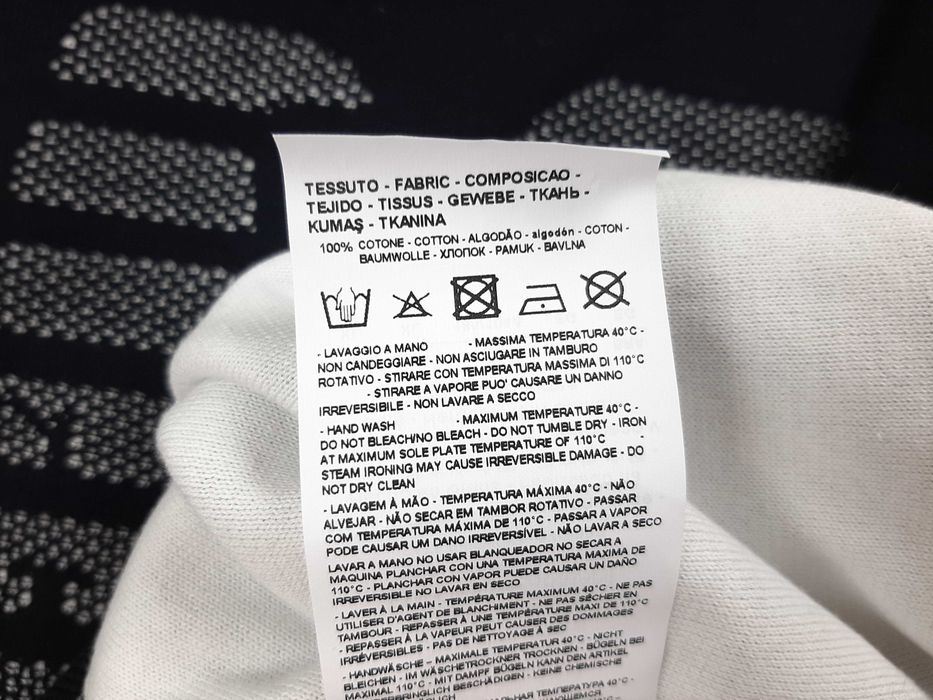 TESSUTO - FABRIC - COMPOSICAO -
TEJIDO - TISSUS - GEWEBE - ТКАНЬ -
KUMAŞ - TKANINA
100% COTONE - COTTON - ALGODÃO - algodón - COTON -
BAUMWOLLE - ХЛОПОК - PAMUK - BAVLNA
- LAVAGGIO A MANO - MASSIMA TEMPERATURA 40°C -
NON CANDEGGIARE - NON ASCIUGARE IN TAMBURO
ROTATIVO - STIRARE CON TEMPERATURA MASSIMA DI 110°C
- STIRARE A VAPORE PUO' CAUSARE UN DANNO
IRREVERSIBILE - NON LAVARE A SECCO
- HAND WASH - MAXIMUM TEMPERATURE 40°C -
DO NOT BLEACH/NO BLEACH - DO NOT TUMBLE DRY - IRON
AT MAXIMUM SOLE PLATE TEMPERATURE OF 110°C -
STEAM IRONING MAY CAUSE IRREVERSIBLE DAMAGE - DO
NOT DRY CLEAN
- LAVAGEM À MÃO - TEMPERATURA MÁXIMA 40°C - NÃO
ALVEJAR - NÃO SECAR EM TAMBOR ROTATIVO - PASSAR
COM TEMPERATURA MÁXIMA DE 110°C - PASSAR A VAPOR
PODE CAUSAR UM DANO IRREVERSÍVEL - NÃO LAVAR A SECO
LAVAR A MANO NO USAR BLANQUEADOR NO SECAR A
MAQUINA PLANCHAR CON UNA TEMPERATURA MAXIMA DE
110°C - PLANCHAR CON VAPOR PUEDE CAUSAR UN DAÑO
IRREVERSIBLE NO LAVAR EN SECO
- LAVER À LA MAIN - TEMPÉRATURE MAXIMUM 40°C - NE PAS
UTILISER D'AGENT DE BLANCHIMENT - NE PAS SÉCHER EN
TAMBOUR - REPASSER À UNE TEMPÉRATURE MAXI DE 110°C
- REPASSER À LA VAPEUR PEUT CAUSER DES DOMMAGES
IRRÉVERSIBLES - PAS DE NETTOYAGE À SEC
- HANDWÄSCHE – MAXIMALE TEMPERATUR 40°C - NICHT
BLEICHEN - IM WÄSCHETROCKNER TROCKNEN - BÜGELN BEI
MAXIMAL 110°C - MIT DAMPF BÜGELN KANN DEN ARTIKEL
BESCHÄDIGEN - KEINE CHEMISCHE
ТЕМПЕРАТУРА 40°C -